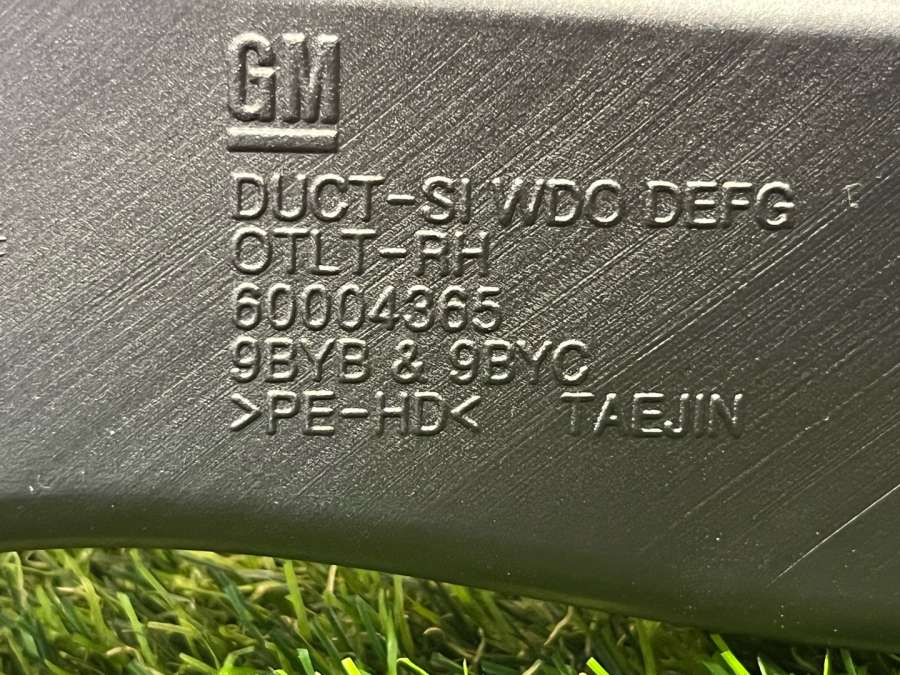 GM
DUCT-SI WDO DEFG
OTLT-RH
60004365
9BYB & 9BYC
>PE-HD< TAEJIN